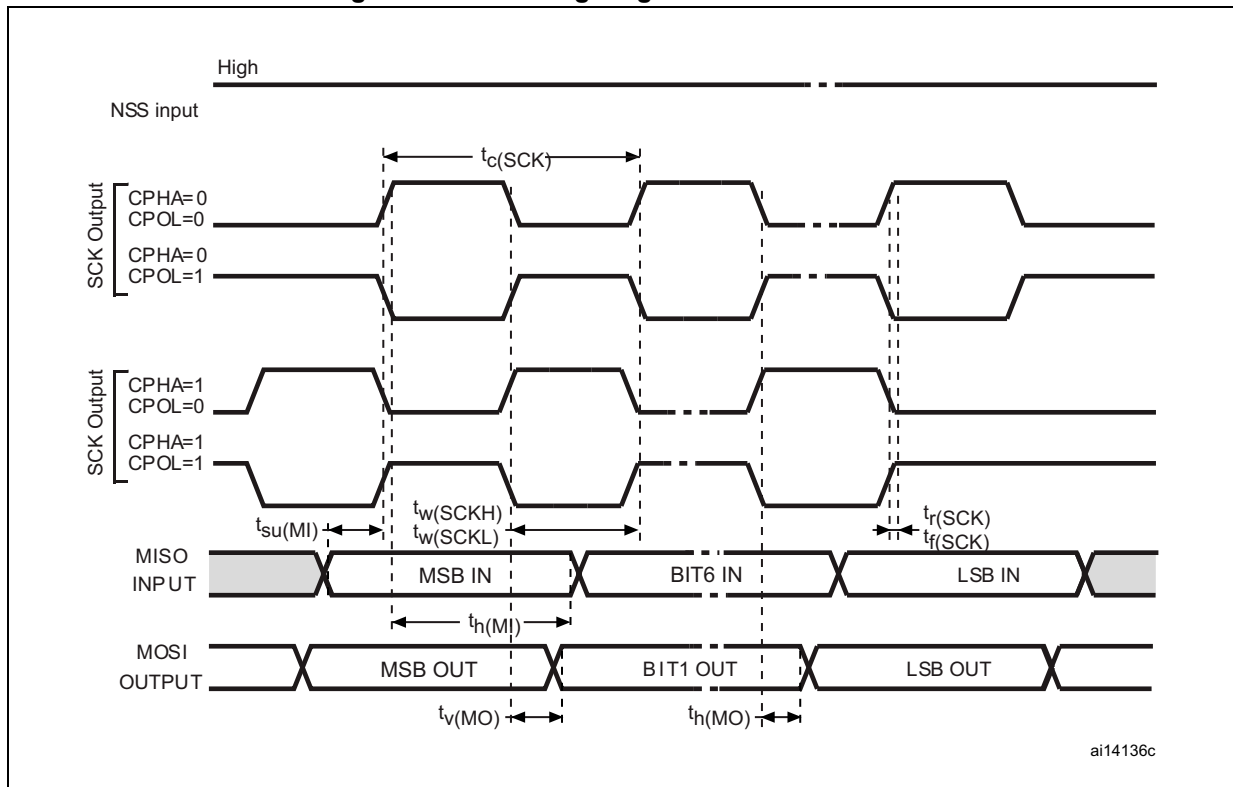 High
NSS input
tc(SCK)
SCK Output
CPHA=0
CPOL=0
CPHA=0
CPOL=1
SCK Output
CPHA=1
CPOL=0
CPHA=1
CPOL=1
tsu(MI)
tw(SCKH)
tw(SCKL)
tr(SCK)
tf(SCK)
MISO
INPUT
MSB IN
BIT6 IN
LSB IN
th(MI)
MOSI
OUTPUT
MSB OUT
BIT1 OUT
LSB OUT
tv(MO)
th(MO)
ai14136c